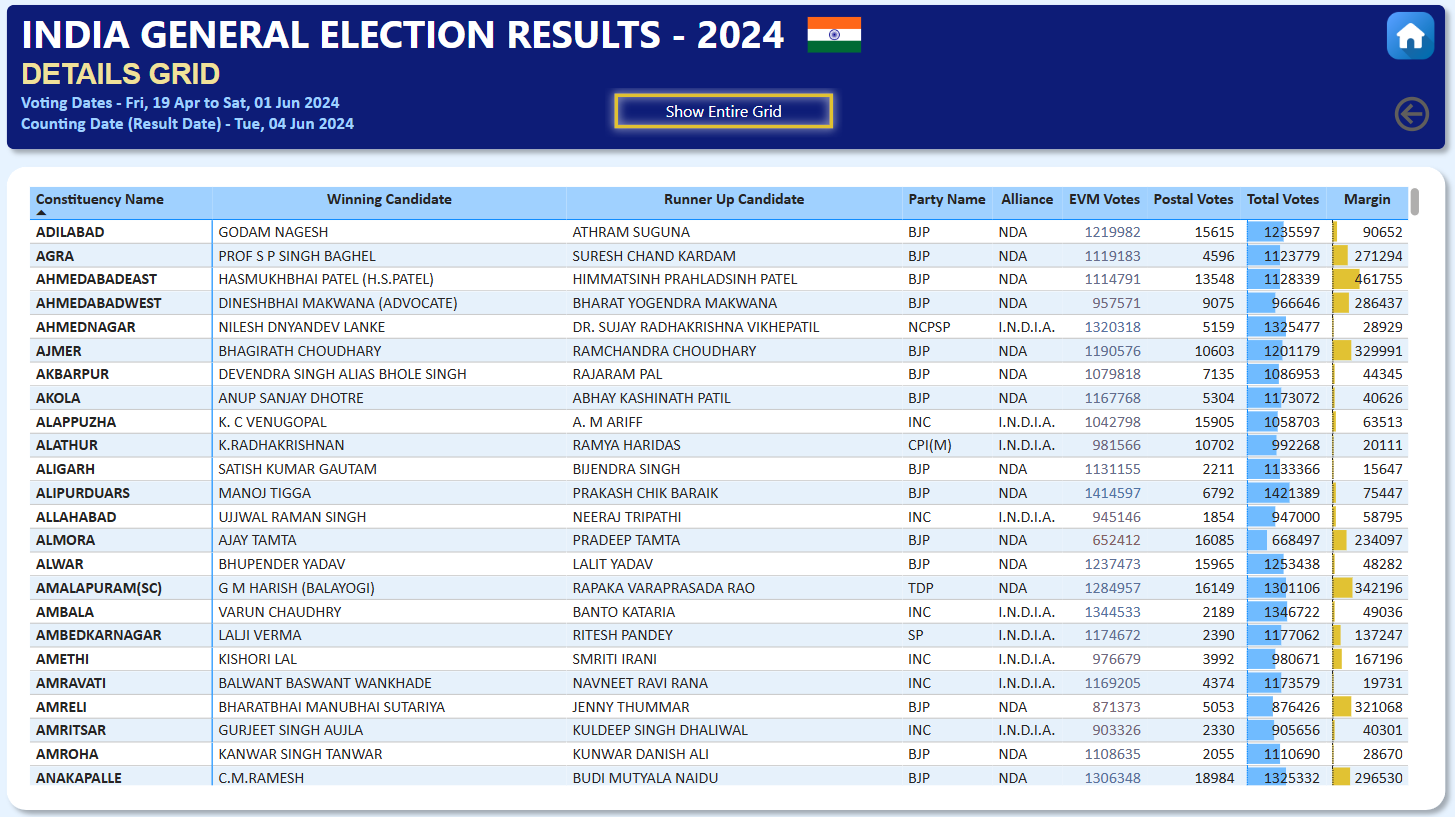 INDIA GENERAL ELECTION RESULTS - 2024
DETAILS GRID
Voting Dates - Fri, 19 Apr to Sat, 01 Jun 2024
Counting Date (Result Date) - Tue, 04 Jun 2024
Show Entire Grid
Constituency Name Winning Candidate Runner Up Candidate Party Name Alliance EVM Votes Postal Votes Total Votes Margin
ADILABAD GODAM NAGESH ATHRAM SUGUNA BJP NDA 1219982 15615 1235597 90652
AGRA PROF S P SINGH BAGHEL SURESH CHAND KARDAM BJP NDA 1119183 4596 1123779 271294
AHMEDABADEAST HASMUKHBHAI PATEL (H.S.PATEL) HIMMATSINH PRAHLADSINH PATEL BJP NDA 1114791 13548 1128339 461755
AHMEDABADWEST DINESHBHAI MAKWANA (ADVOCATE) BHARAT YOGENDRA MAKWANA BJP NDA 957571 9075 966646 286437
AHMEDNAGAR NILESH DNYANDEV LANKE DR. SUJAY RADHAKRISHNA VIKHEPATIL NCPSP I.N.D.I.A. 1320318 5159 1325477 28929
AJMER BHAGIRATH CHOUDHARY RAMCHANDRA CHOUDHARY BJP NDA 1190576 10603 1201179 329991
AKBARPUR DEVENDRA SINGH ALIAS BHOLE SINGH RAJARAM PAL BJP NDA 1079818 7135 1086953 44345
AKOLA ANUP SANJAY DHOTRE ABHAY KASHINATH PATIL BJP NDA 1167768 5304 1173072 40626
ALAPPUZHA K. C VENUGOPAL A. M ARIFF INC I.N.D.I.A. 1042798 15905 1058703 63513
ALATHUR K.RADHAKRISHNAN RAMYA HARIDAS CPI(M) I.N.D.I.A. 981566 10702 992268 20111
ALIGARH SATISH KUMAR GAUTAM BIJENDRA SINGH BJP NDA 1131155 2211 1133366 15647
ALIPURDUARS MANOJ TIGGA PRAKASH CHIK BARAIK BJP NDA 1414597 6792 1421389 75447
ALLAHABAD UJJWAL RAMAN SINGH NEERAJ TRIPATHI INC I.N.D.I.A. 945146 1854 947000 58795
ALMORA AJAY TAMTA PRADEEP TAMTA BJP NDA 652412 16085 668497 234097
ALWAR BHUPENDER YADAV LALIT YADAV BJP NDA 1237473 15965 1253438 48282
AMALAPURAM(SC) G M HARISH (BALAYOGI) RAPAKA VARAPRASADA RAO TDP NDA 1284957 16149 1301106 342196
AMBALA VARUN CHAUDHRY BANTO KATARIA INC I.N.D.I.A. 1344533 2189 1346722 49036
AMBEDKARNAGAR LALJI VERMA RITESH PANDEY SP I.N.D.I.A. 1174672 2390 1177062 137247
AMETHI KISHORI LAL SMRITI IRANI INC I.N.D.I.A. 976679 3992 980671 167196
AMRAVATI BALWANT BASWANT WANKHADE NAVNEET RAVI RANA INC I.N.D.I.A. 1169205 4374 1173579 19731
AMRELI BHARATBHAI MANUBHAI SUTARIYA JENNY THUMMAR BJP NDA 871373 5053 876426 321068
AMRITSAR GURJEET SINGH AUJLA KULDEEP SINGH DHALIWAL INC I.N.D.I.A. 903326 2330 905656 40301
AMROHA KANWAR SINGH TANWAR KUNWAR DANISH ALI BJP NDA 1108635 2055 1110690 28670
ANAKAPALLE C.M.RAMESH BUDI MUTYALA NAIDU BJP NDA 1306348 18984 1325332 296530